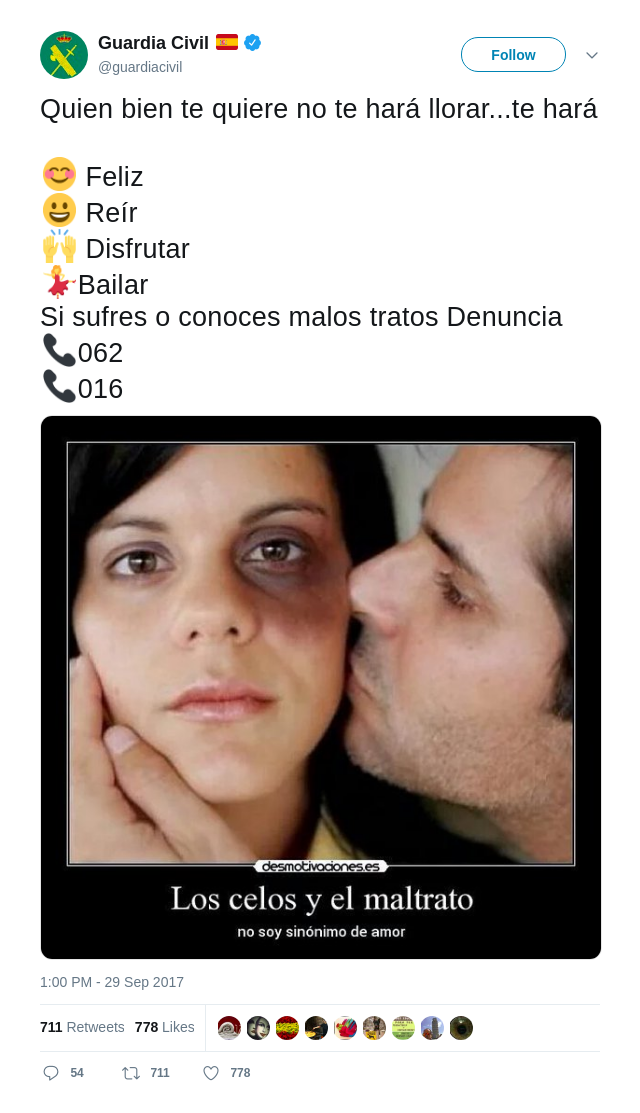 Guardia Civil
@guardiacivil
Follow
Quien bien te quiere no te hará llorar...te hará
Feliz
Reír
Disfrutar
Bailar
Si sufres o conoces malos tratos Denuncia
062
016
desmotivaciones.es
Los celos y el maltrato
no soy sinónimo de amor
1:00 PM - 29 Sep 2017
711 Retweets 778 Likes
54 711 778